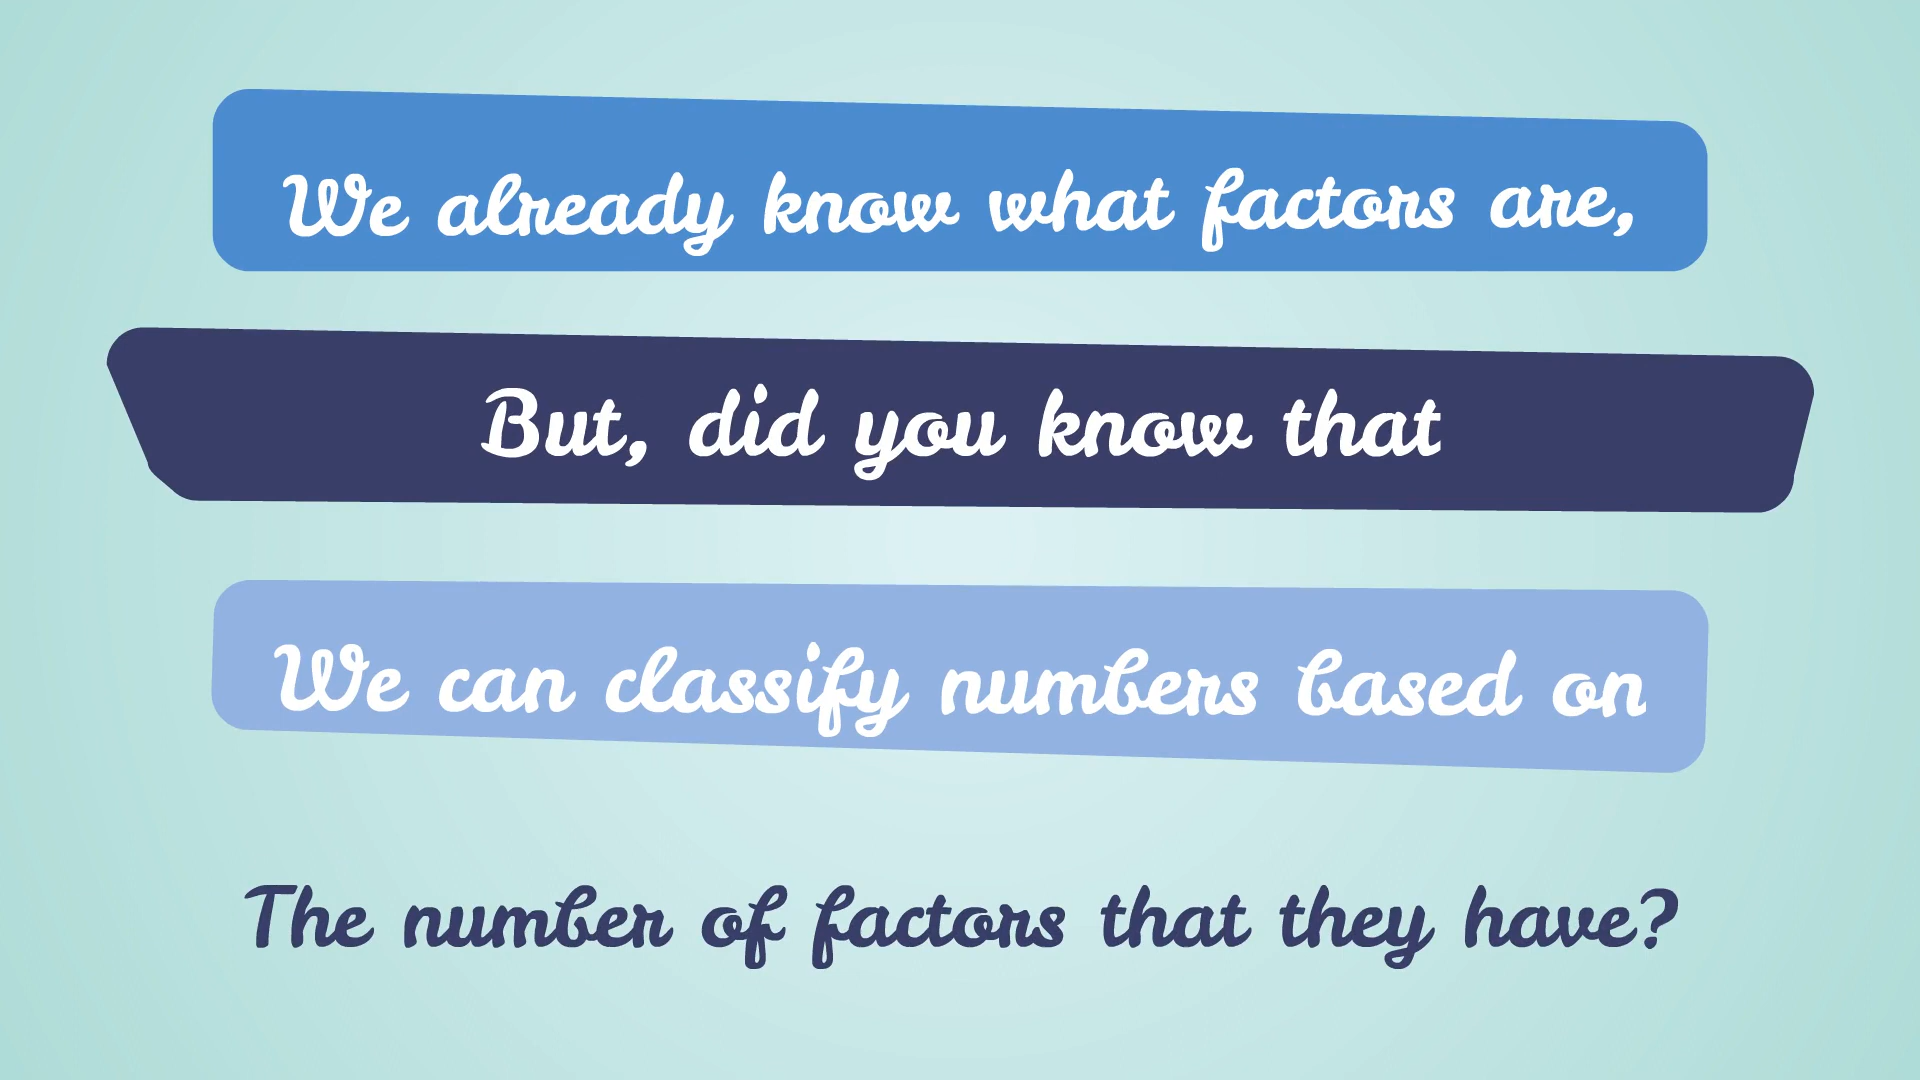 We already know what factors are,
But, did you know that
We can classify numbers based on
The number of factors that they have?